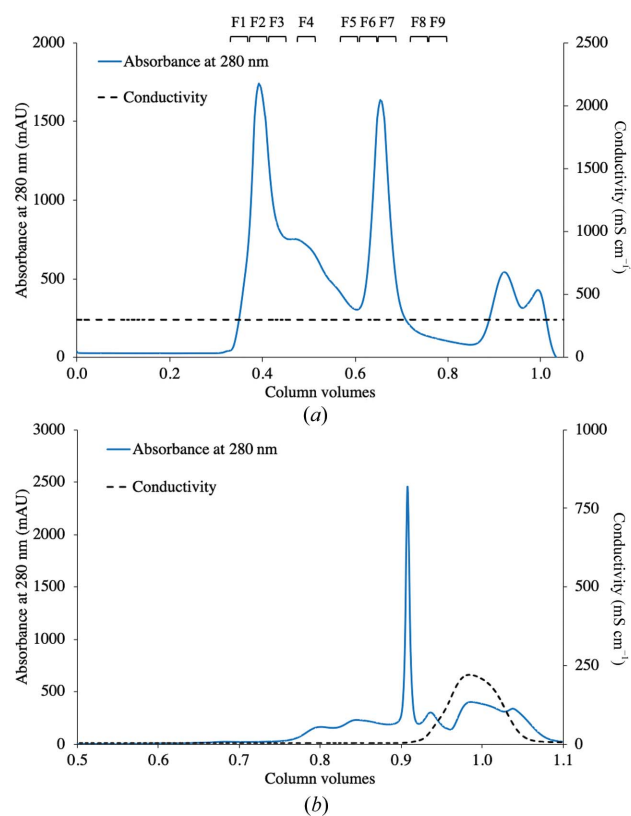 F1 F2 F3 F4 F5 F6 F7 F8 F9
2000 2500
Absorbance at 280 nm
Conductivity
2000
1500
1500
1000
1000
500
500
0 0
0.0 0.2 0.4 0.6 0.8 1.0
Absorbance at 280 nm (mAU)
Conductivity (mS cm⁻¹)
Column volumes
(a)
3000 1000
Absorbance at 280 nm
Conductivity
2500
750
2000
1500 500
1000
250
500
0 0
0.5 0.6 0.7 0.8 0.9 1.0 1.1
Absorbance at 280 nm (mAU)
Conductivity (mS cm⁻¹)
Column volumes
(b)